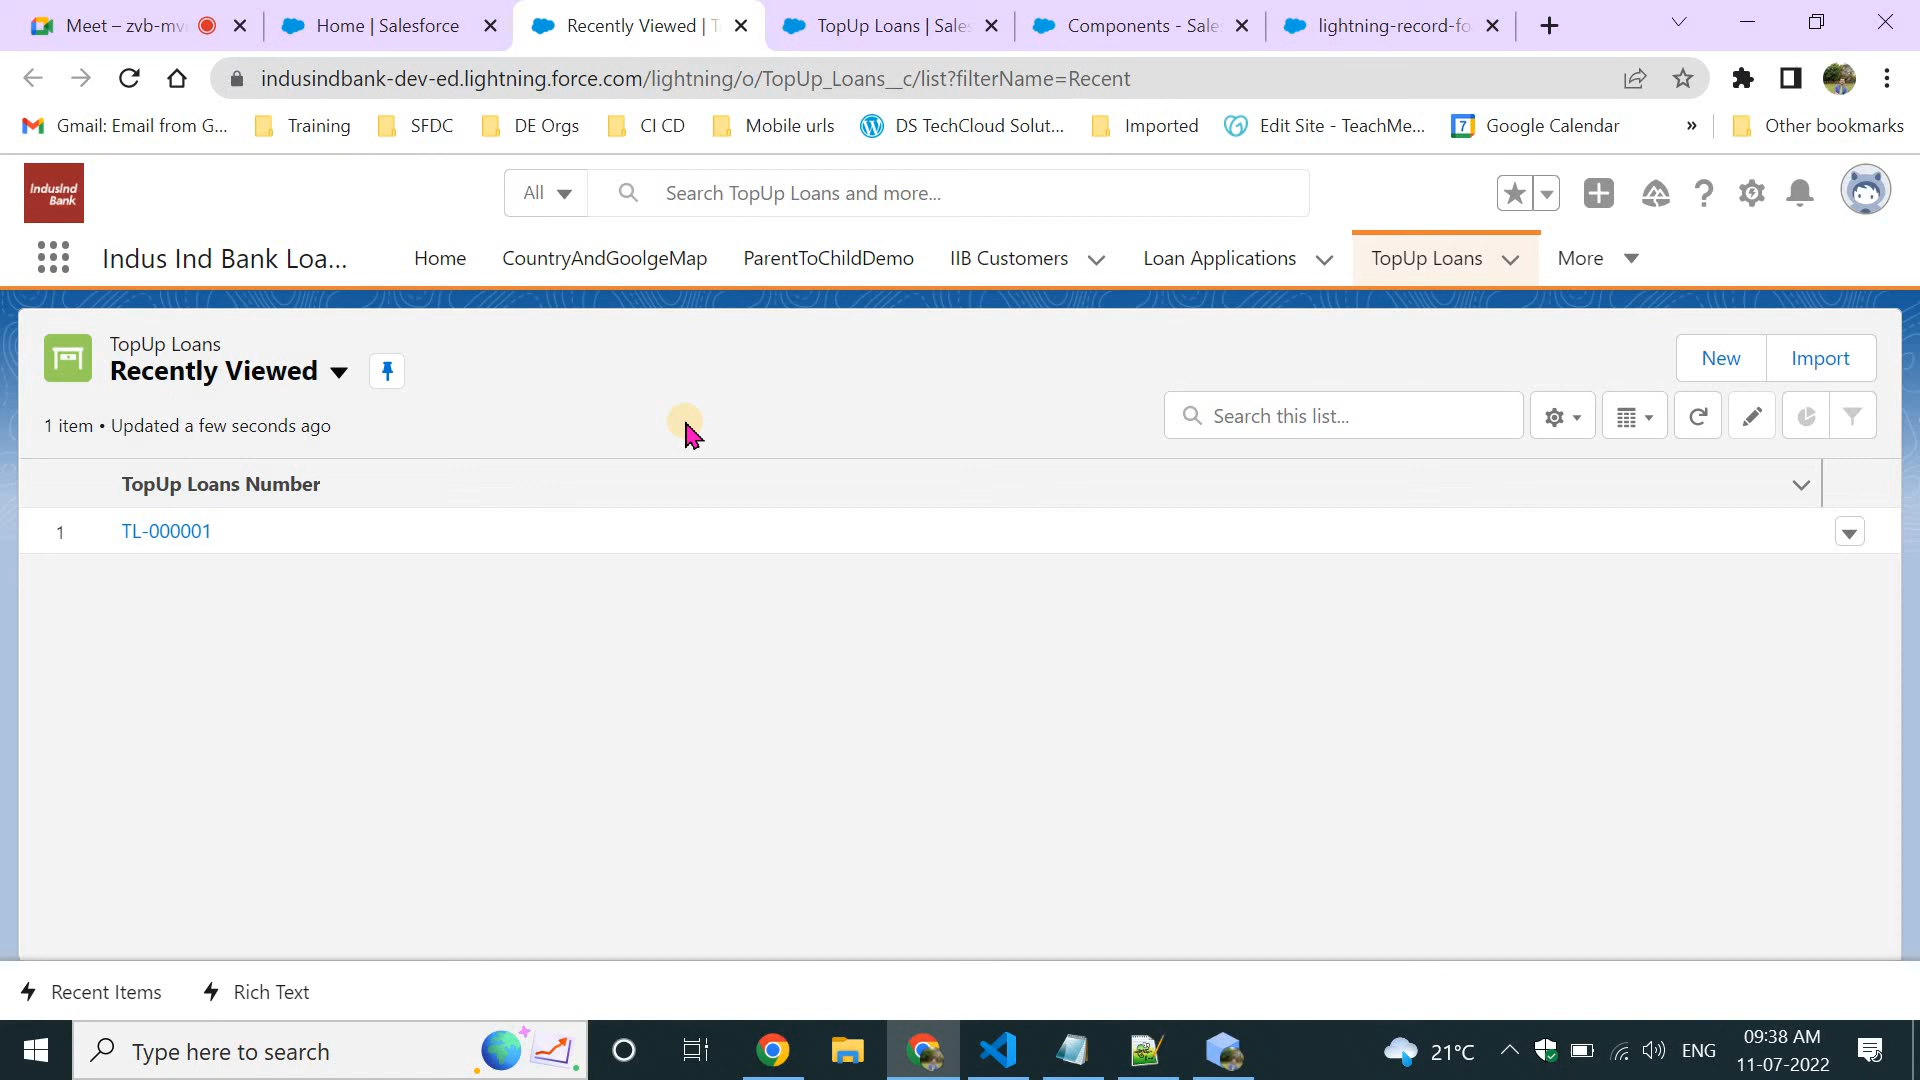 Meet – zvb-mv
Home | Salesforce
Recently Viewed | T
TopUp Loans | Sales
Components - Sale
lightning-record-fo
indusindbank-dev-ed.lightning.force.com/lightning/o/TopUp_Loans__c/list?filterName=Recent
Gmail: Email from G...
Training
SFDC
DE Orgs
CI CD
Mobile urls
DS TechCloud Solut...
Imported
Edit Site - TeachMe...
7
Google Calendar
»
Other bookmarks
IndusInd
Bank
All
Search TopUp Loans and more...
Indus Ind Bank Loa...
Home
CountryAndGoolgeMap
ParentToChildDemo
IIB Customers
Loan Applications
TopUp Loans
More
TopUp Loans
Recently Viewed
New
Import
1 item • Updated a few seconds ago
Search this list...
TopUp Loans Number
1
TL-000001
Recent Items
Rich Text
Type here to search
21°C
ENG
09:38 AM
11-07-2022